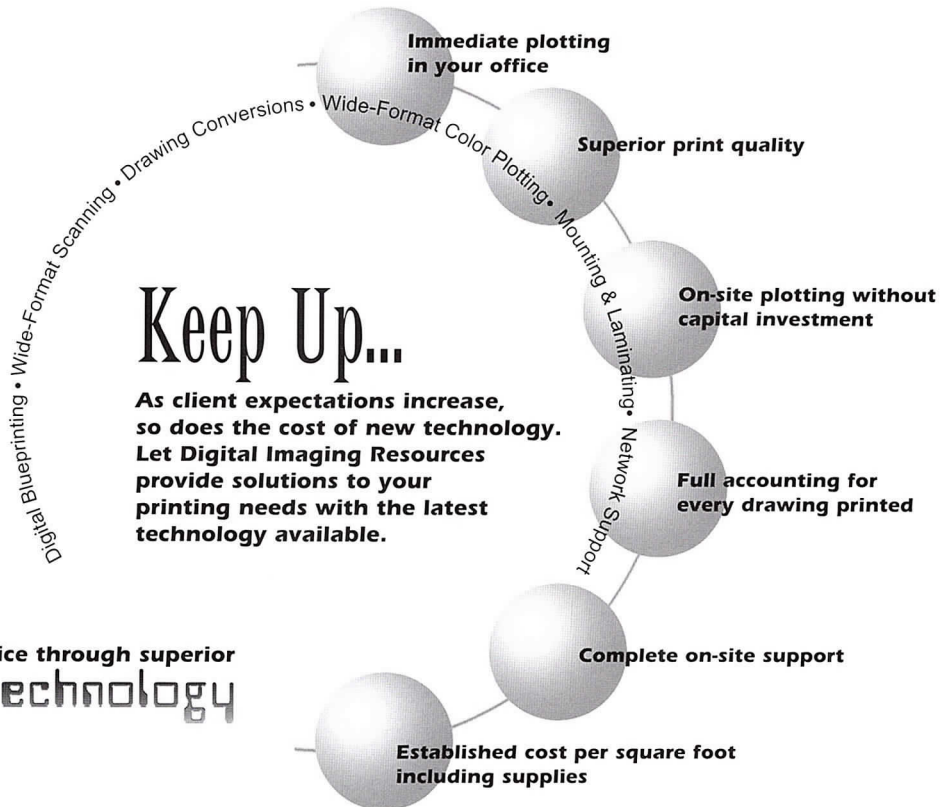 Immediate plotting
in your office
Superior print quality
On-site plotting without
capital investment
Full accounting for
every drawing printed
Complete on-site support
Established cost per square foot
including supplies
Digital Blueprinting • Wide-Format Scanning • Drawing Conversions • Wide-Format Color Plotting • Mounting & Laminating • Network Support
Keep Up...
As client expectations increase,
so does the cost of new technology.
Let Digital Imaging Resources
provide solutions to your
printing needs with the latest
technology available.
through superior